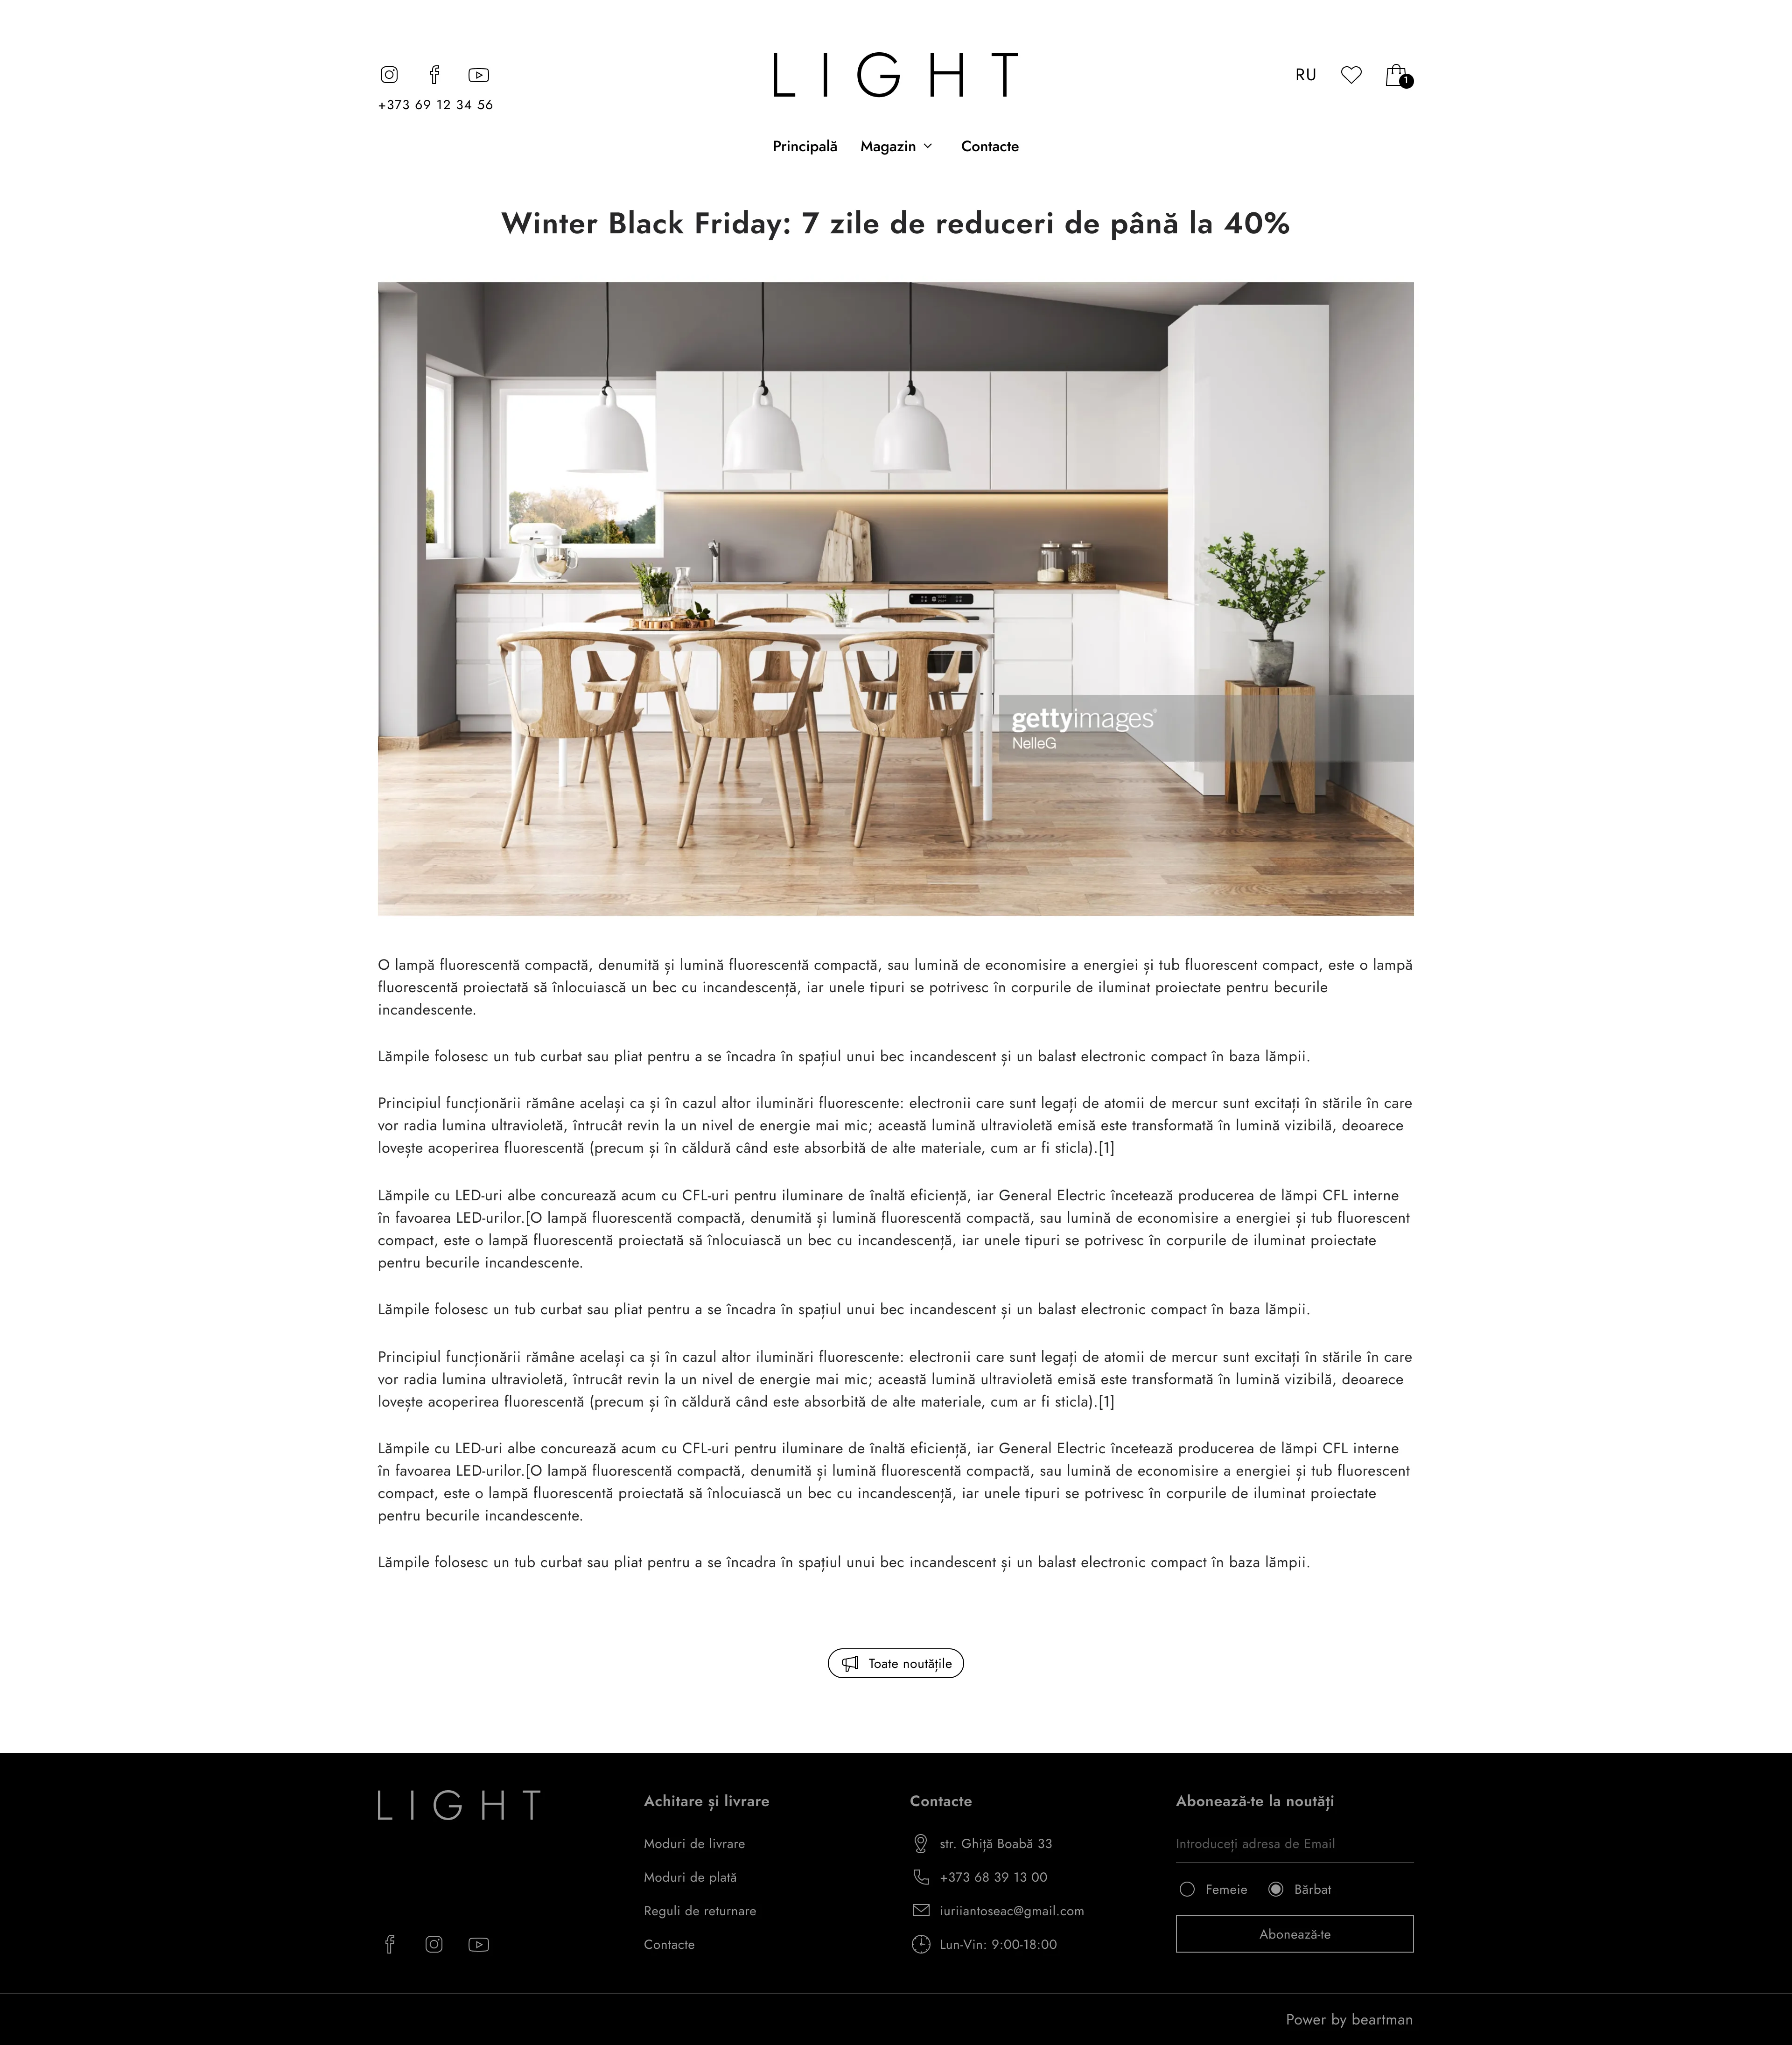 LIGHT
RU
1
+373 69 12 34 56
Principală Magazin Contacte
Winter Black Friday: 7 zile de reduceri de până la 40%
gettyimages®
NelleG
O lampă fluorescentă compactă, denumită și lumină fluorescentă compactă, sau lumină de economisire a energiei și tub fluorescent compact, este o lampă
fluorescentă proiectată să înlocuiască un bec cu incandescență, iar unele tipuri se potrivesc în corpurile de iluminat proiectate pentru becurile
incandescente.
Lămpile folosesc un tub curbat sau pliat pentru a se încadra în spațiul unui bec incandescent și un balast electronic compact în baza lămpii.
Principiul funcționării rămâne același ca și în cazul altor iluminări fluorescente: electronii care sunt legați de atomii de mercur sunt excitați în stările în care
vor radia lumina ultravioletă, întrucât revin la un nivel de energie mai mic; această lumină ultravioletă emisă este transformată în lumină vizibilă, deoarece
lovește acoperirea fluorescentă (precum și în căldură când este absorbită de alte materiale, cum ar fi sticla).[1]
Lămpile cu LED-uri albe concurează acum cu CFL-uri pentru iluminare de înaltă eficiență, iar General Electric încetează producerea de lămpi CFL interne
în favoarea LED-urilor.[O lampă fluorescentă compactă, denumită și lumină fluorescentă compactă, sau lumină de economisire a energiei și tub fluorescent
compact, este o lampă fluorescentă proiectată să înlocuiască un bec cu incandescență, iar unele tipuri se potrivesc în corpurile de iluminat proiectate
pentru becurile incandescente.
Lămpile folosesc un tub curbat sau pliat pentru a se încadra în spațiul unui bec incandescent și un balast electronic compact în baza lămpii.
Principiul funcționării rămâne același ca și în cazul altor iluminări fluorescente: electronii care sunt legați de atomii de mercur sunt excitați în stările în care
vor radia lumina ultravioletă, întrucât revin la un nivel de energie mai mic; această lumină ultravioletă emisă este transformată în lumină vizibilă, deoarece
lovește acoperirea fluorescentă (precum și în căldură când este absorbită de alte materiale, cum ar fi sticla).[1]
Lămpile cu LED-uri albe concurează acum cu CFL-uri pentru iluminare de înaltă eficiență, iar General Electric încetează producerea de lămpi CFL interne
în favoarea LED-urilor.[O lampă fluorescentă compactă, denumită și lumină fluorescentă compactă, sau lumină de economisire a energiei și tub fluorescent
compact, este o lampă fluorescentă proiectată să înlocuiască un bec cu incandescență, iar unele tipuri se potrivesc în corpurile de iluminat proiectate
pentru becurile incandescente.
Lămpile folosesc un tub curbat sau pliat pentru a se încadra în spațiul unui bec incandescent și un balast electronic compact în baza lămpii.
Toate noutățile
LIGHT
Achitare și livrare
Moduri de livrare
Moduri de plată
Reguli de returnare
Contacte
Contacte
str. Ghiță Boabă 33
+373 68 39 13 00
iuriiantoseac@gmail.com
Lun-Vin: 9:00-18:00
Abonează-te la noutăți
Introduceți adresa de Email
Femeie Bărbat
Abonează-te
Power by beartman